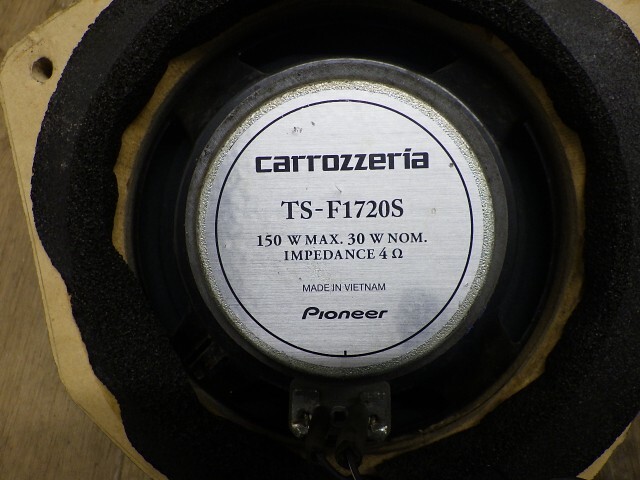 carrozzeria
TS-F1720S
150 W MAX. 30 W NOM.
IMPEDANCE 4 Ω
MADE IN VIETNAM
Pioneer